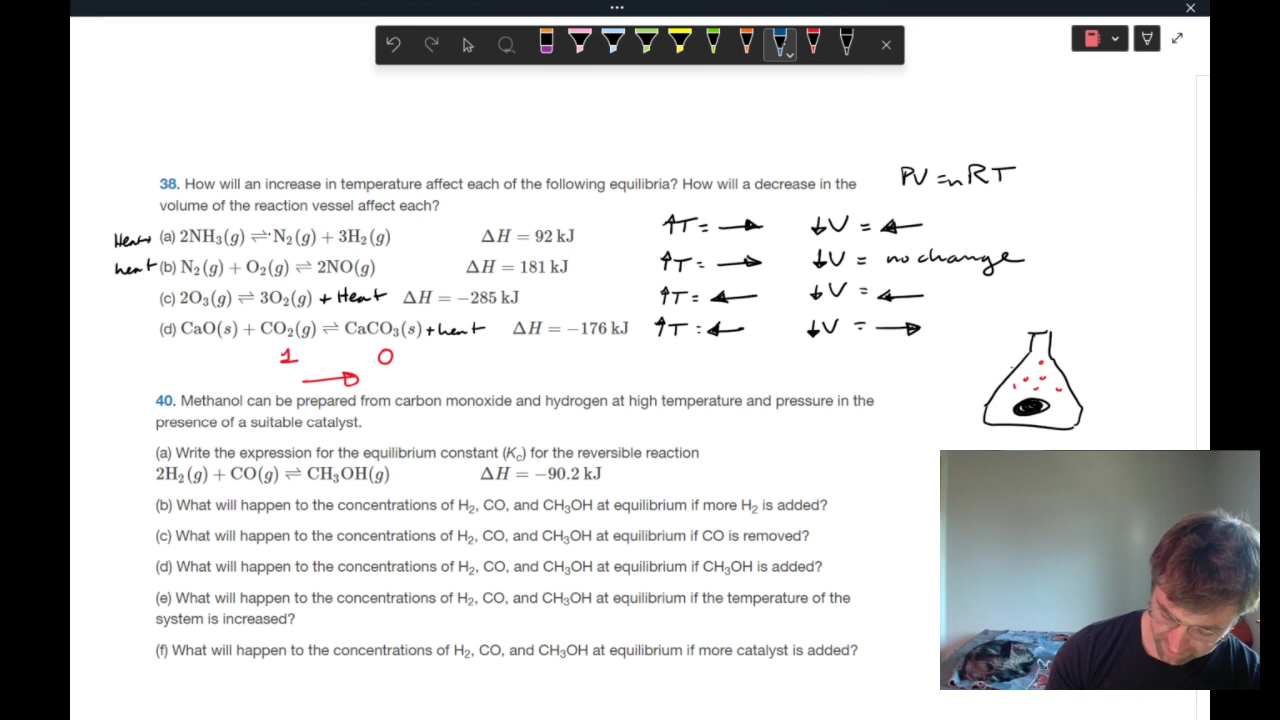 PV = nRT
38. How will an increase in temperature affect each of the following equilibria? How will a decrease in the
volume of the reaction vessel affect each?
Heat (a) 2NH₃(g) ⇌ N₂(g) + 3H₂(g) ΔH = 92 kJ ↑T = → ↓V = ←
heat (b) N₂(g) + O₂(g) ⇌ 2NO(g) ΔH = 181 kJ ↑T = → ↓V = no change
(c) 2O₃(g) ⇌ 3O₂(g) + Heat ΔH = −285 kJ ↑T = ← ↓V = ←
(d) CaO(s) + CO₂(g) ⇌ CaCO₃(s) + heat ΔH = −176 kJ ↑T = ← ↓V = →
1 0
→
40. Methanol can be prepared from carbon monoxide and hydrogen at high temperature and pressure in the
presence of a suitable catalyst.
(a) Write the expression for the equilibrium constant (K𝒸) for the reversible reaction
2H₂(g) + CO(g) ⇌ CH₃OH(g) ΔH = −90.2 kJ
(b) What will happen to the concentrations of H₂, CO, and CH₃OH at equilibrium if more H₂ is added?
(c) What will happen to the concentrations of H₂, CO, and CH₃OH at equilibrium if CO is removed?
(d) What will happen to the concentrations of H₂, CO, and CH₃OH at equilibrium if CH₃OH is added?
(e) What will happen to the concentrations of H₂, CO, and CH₃OH at equilibrium if the temperature of the
system is increased?
(f) What will happen to the concentrations of H₂, CO, and CH₃OH at equilibrium if more catalyst is added?